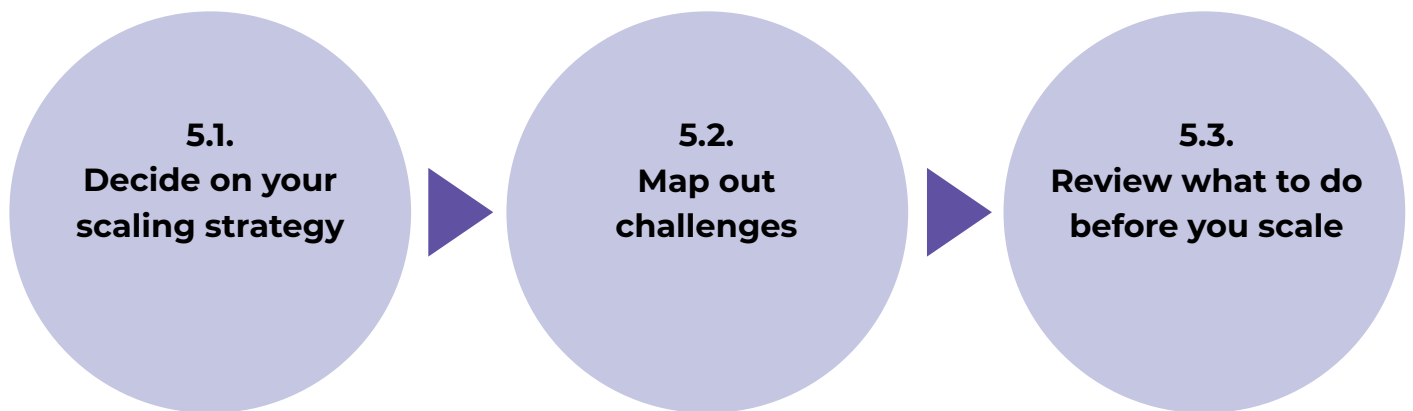 5.1.
Decide on your
scaling strategy
5.2.
Map out
challenges
5.3.
Review what to do
before you scale